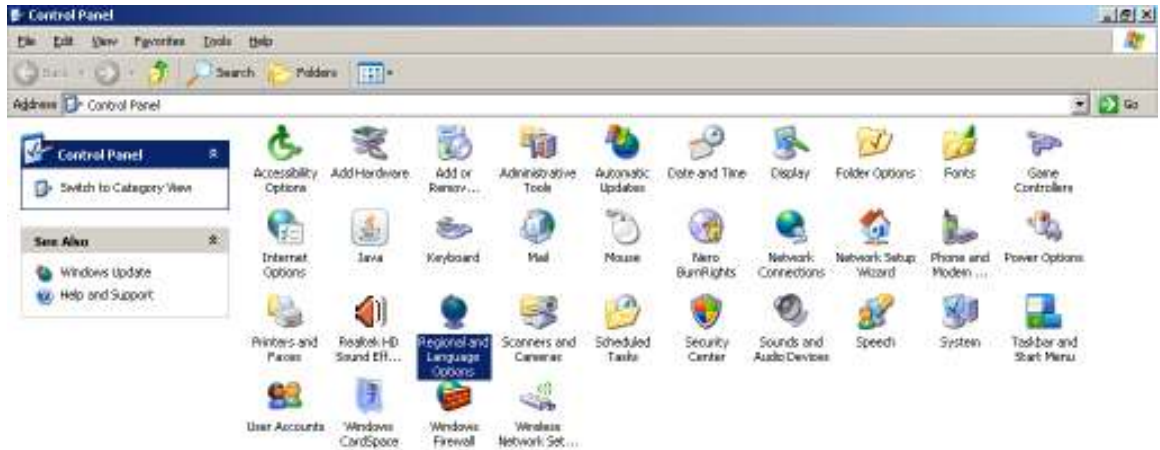 Control Panel
File Edit View Favorites Tools Help
Back Search Folders
Address Control Panel Go
Control Panel
Switch to Category View
See Also
Windows Update
Help and Support
Accessibility Options
Add Hardware
Add or Remov...
Administrative Tools
Automatic Updates
Date and Time
Display
Folder Options
Fonts
Game Controllers
Internet Options
Java
Keyboard
Mail
Mouse
Nero BurnRights
Network Connections
Network Setup Wizard
Phone and Modem ...
Power Options
Printers and Faxes
Realtek HD Sound Eff...
Regional and Language Options
Scanners and Cameras
Scheduled Tasks
Security Center
Sounds and Audio Devices
Speech
System
Taskbar and Start Menu
User Accounts
Windows CardSpace
Windows Firewall
Wireless Network Set...